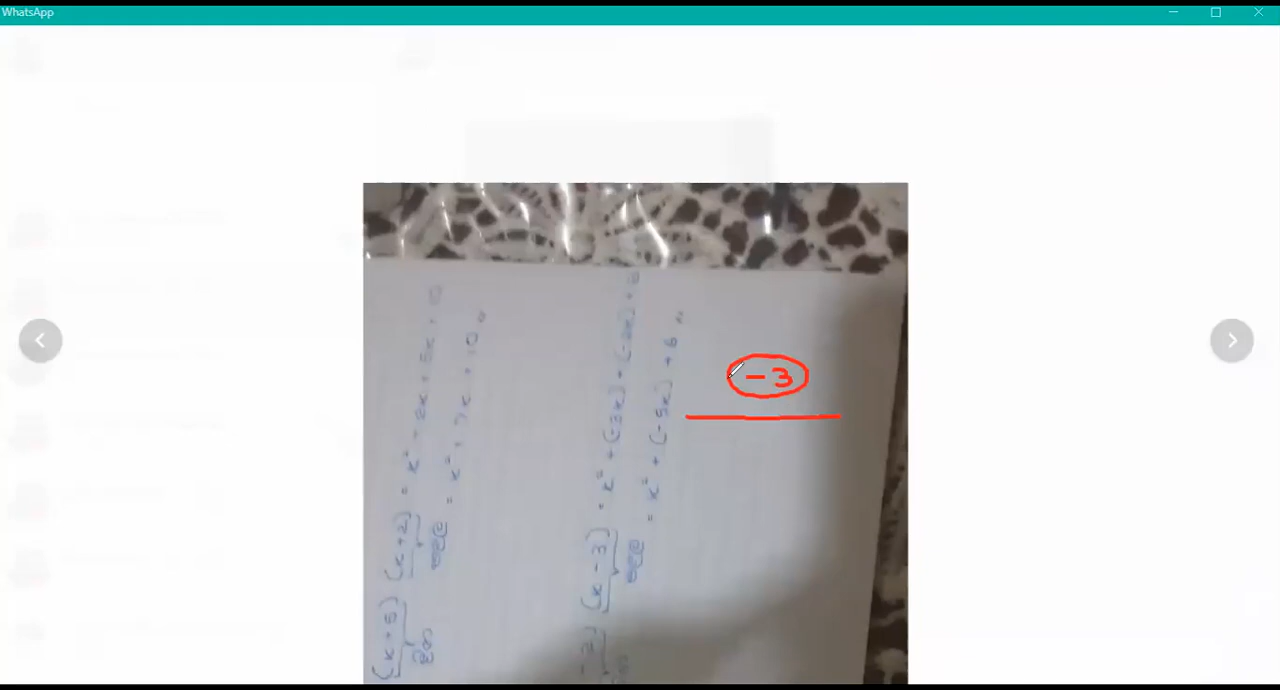 WhatsApp
(x+5) (x+2) = x² + 2x + 5x + 10
= x² + 7x + 10 //
(x - 3) = x² + (-3x) + (-2x) + 6
= x² + (-5x) + 6 //
- 3